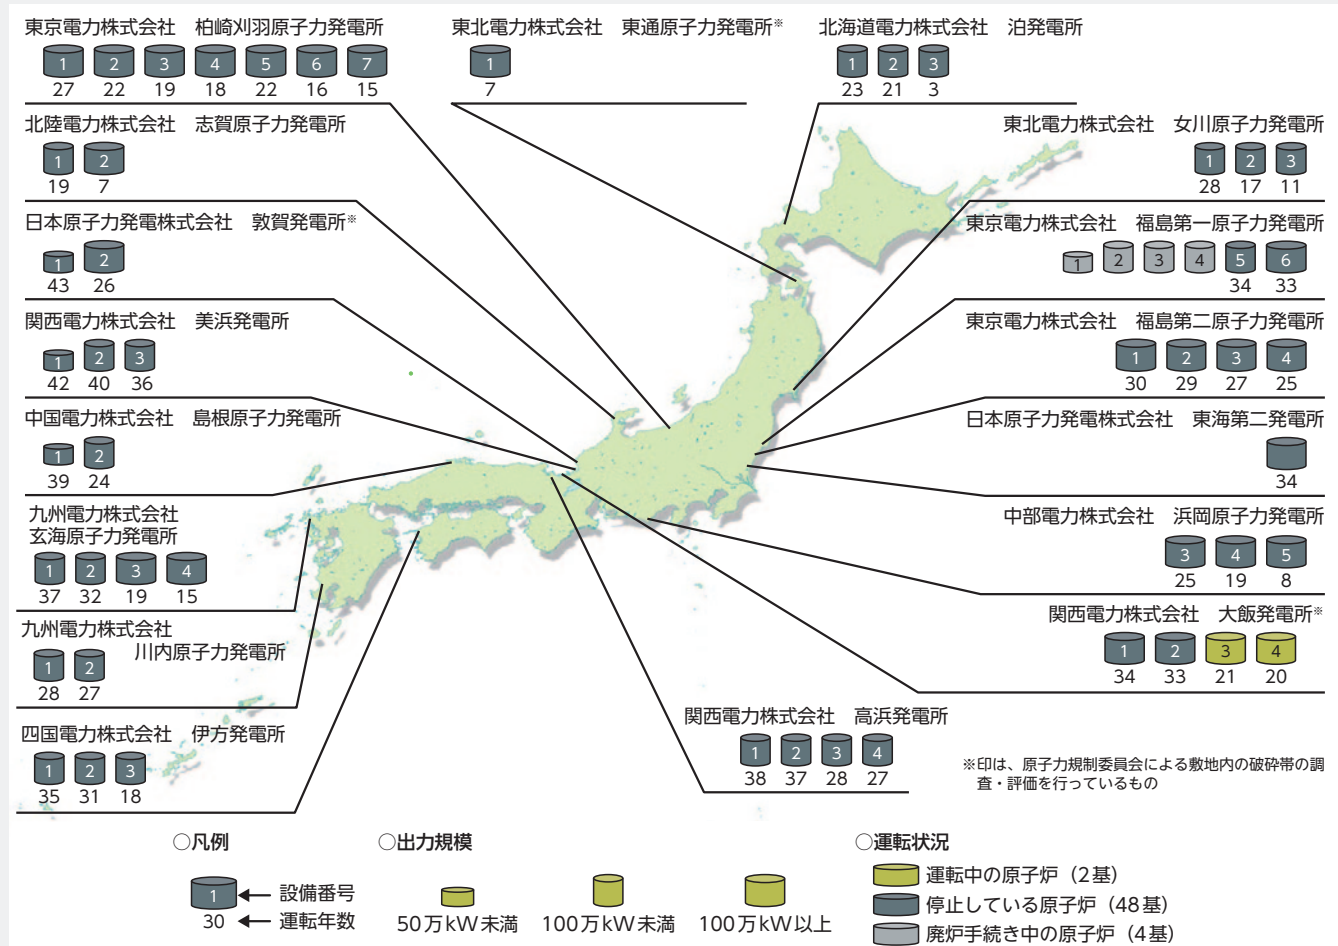 東京電力株式会社　柏崎刈羽原子力発電所
1 2 3 4 5 6 7
27 22 19 18 22 16 15
東北電力株式会社　東通原子力発電所※
1
7
北海道電力株式会社　泊発電所
1 2 3
23 21 3
北陸電力株式会社　志賀原子力発電所
1 2
19 7
東北電力株式会社　女川原子力発電所
1 2 3
28 17 11
日本原子力発電株式会社　敦賀発電所※
1 2
43 26
東京電力株式会社　福島第一原子力発電所
1 2 3 4 5 6
34 33
関西電力株式会社　美浜発電所
1 2 3
42 40 36
東京電力株式会社　福島第二原子力発電所
1 2 3 4
30 29 27 25
中国電力株式会社　島根原子力発電所
1 2
39 24
日本原子力発電株式会社　東海第二発電所
34
九州電力株式会社
玄海原子力発電所
1 2 3 4
37 32 19 15
中部電力株式会社　浜岡原子力発電所
3 4 5
25 19 8
九州電力株式会社
川内原子力発電所
1 2
28 27
関西電力株式会社　大飯発電所※
1 2 3 4
34 33 21 20
四国電力株式会社　伊方発電所
1 2 3
35 31 18
関西電力株式会社　高浜発電所
1 2 3 4
38 37 28 27
※印は、原子力規制委員会による敷地内の破砕帯の調
査・評価を行っているもの
○凡例
1 設備番号
30 運転年数
○出力規模
50万kW未満 100万kW未満 100万kW以上
○運転状況
運転中の原子炉（2基）
停止している原子炉（48基）
廃炉手続き中の原子炉（4基）